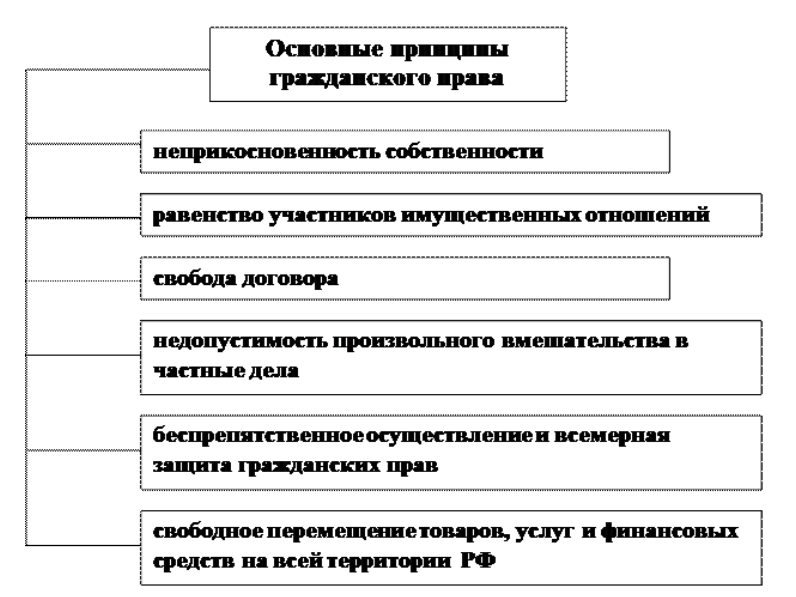 Основные принципы
гражданского права
неприкосновенность собственности
равенство участников имущественных отношений
свобода договора
недопустимость произвольного вмешательства в
частные дела
беспрепятственное осуществление и всемерная
защита гражданских прав
свободное перемещение товаров, услуг и финансовых
средств на всей территории РФ